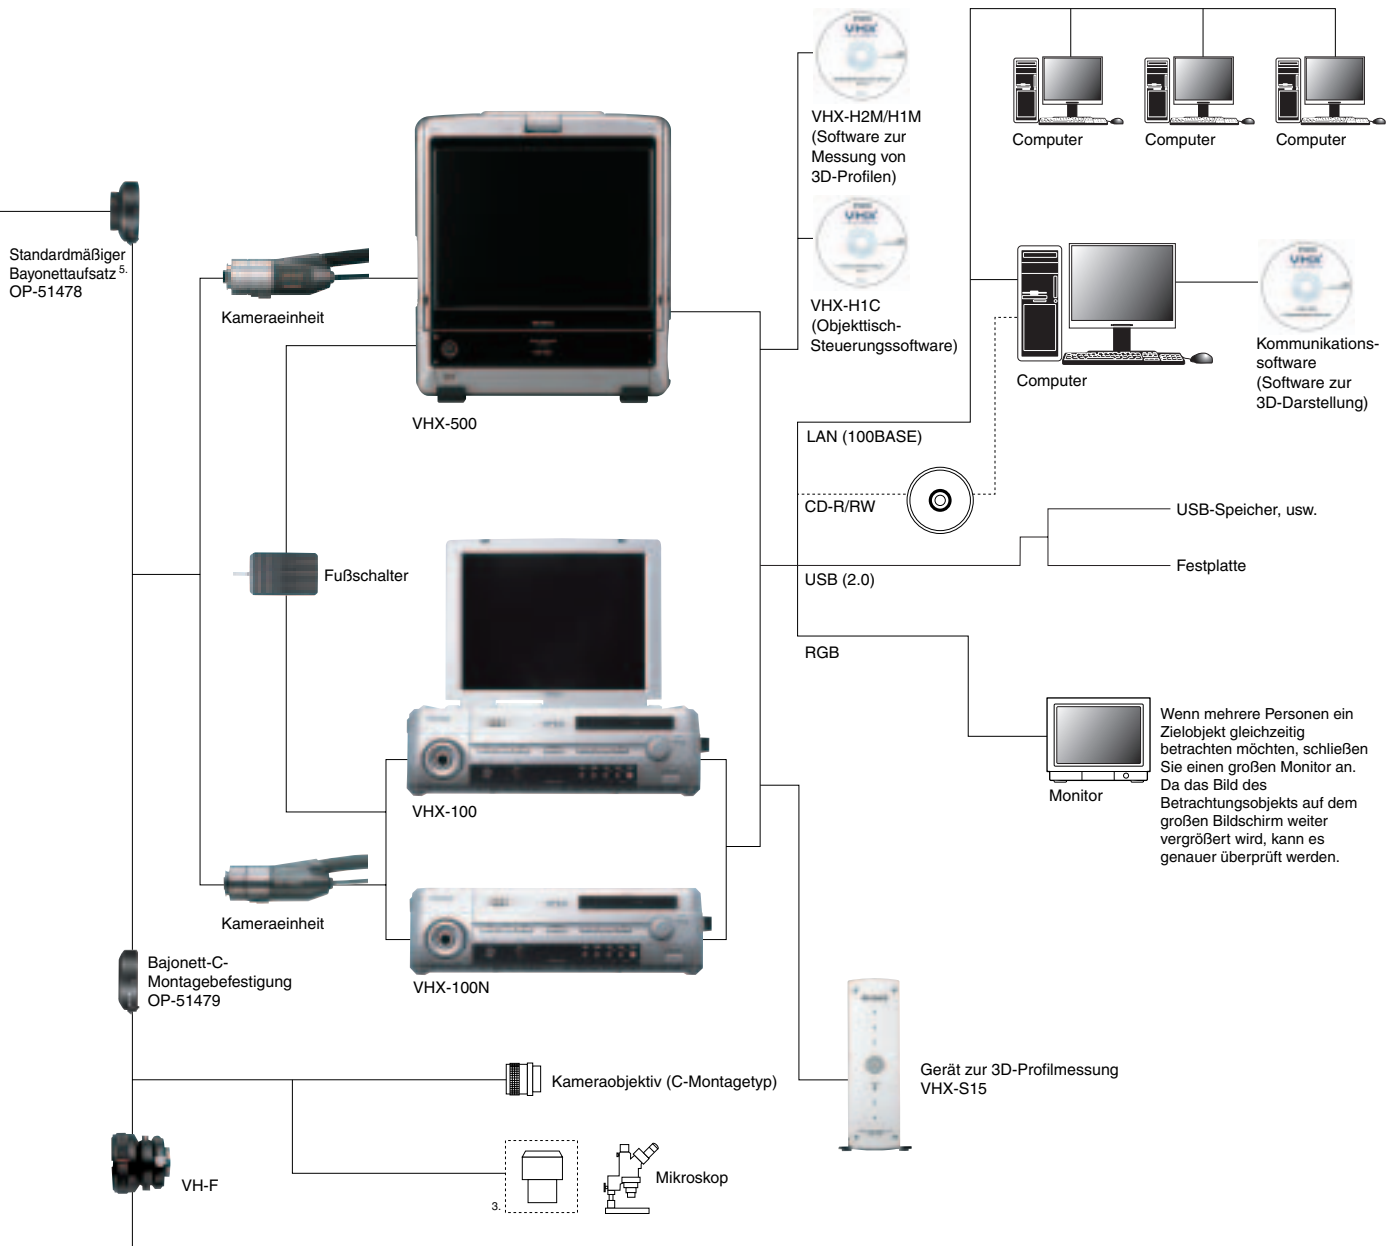 VHX
VHX-H2M/H1M
(Software zur
Messung von
3D-Profilen)
Computer
Computer
Computer
Standardmäßiger
Bayonettaufsatz 5.
OP-51478
Kameraeinheit
VHX
VHX-H1C
(Objekttisch-
Steuerungssoftware)
VHX
Computer
Kommunikations-
software
(Software zur
3D-Darstellung)
VHX-500
LAN (100BASE)
CD-R/RW
USB-Speicher, usw.
Festplatte
USB (2.0)
Fußschalter
RGB
Monitor
Wenn mehrere Personen ein
Zielobjekt gleichzeitig
betrachten möchten, schließen
Sie einen großen Monitor an.
Da das Bild des
Betrachtungsobjekts auf dem
großen Bildschirm weiter
vergrößert wird, kann es
genauer überprüft werden.
VHX-100
Kameraeinheit
VHX-100N
Bajonett-C-
Montagebefestigung
OP-51479
Kameraobjektiv (C-Montagetyp)
Gerät zur 3D-Profilmessung
VHX-S15
VH-F
3.
Mikroskop